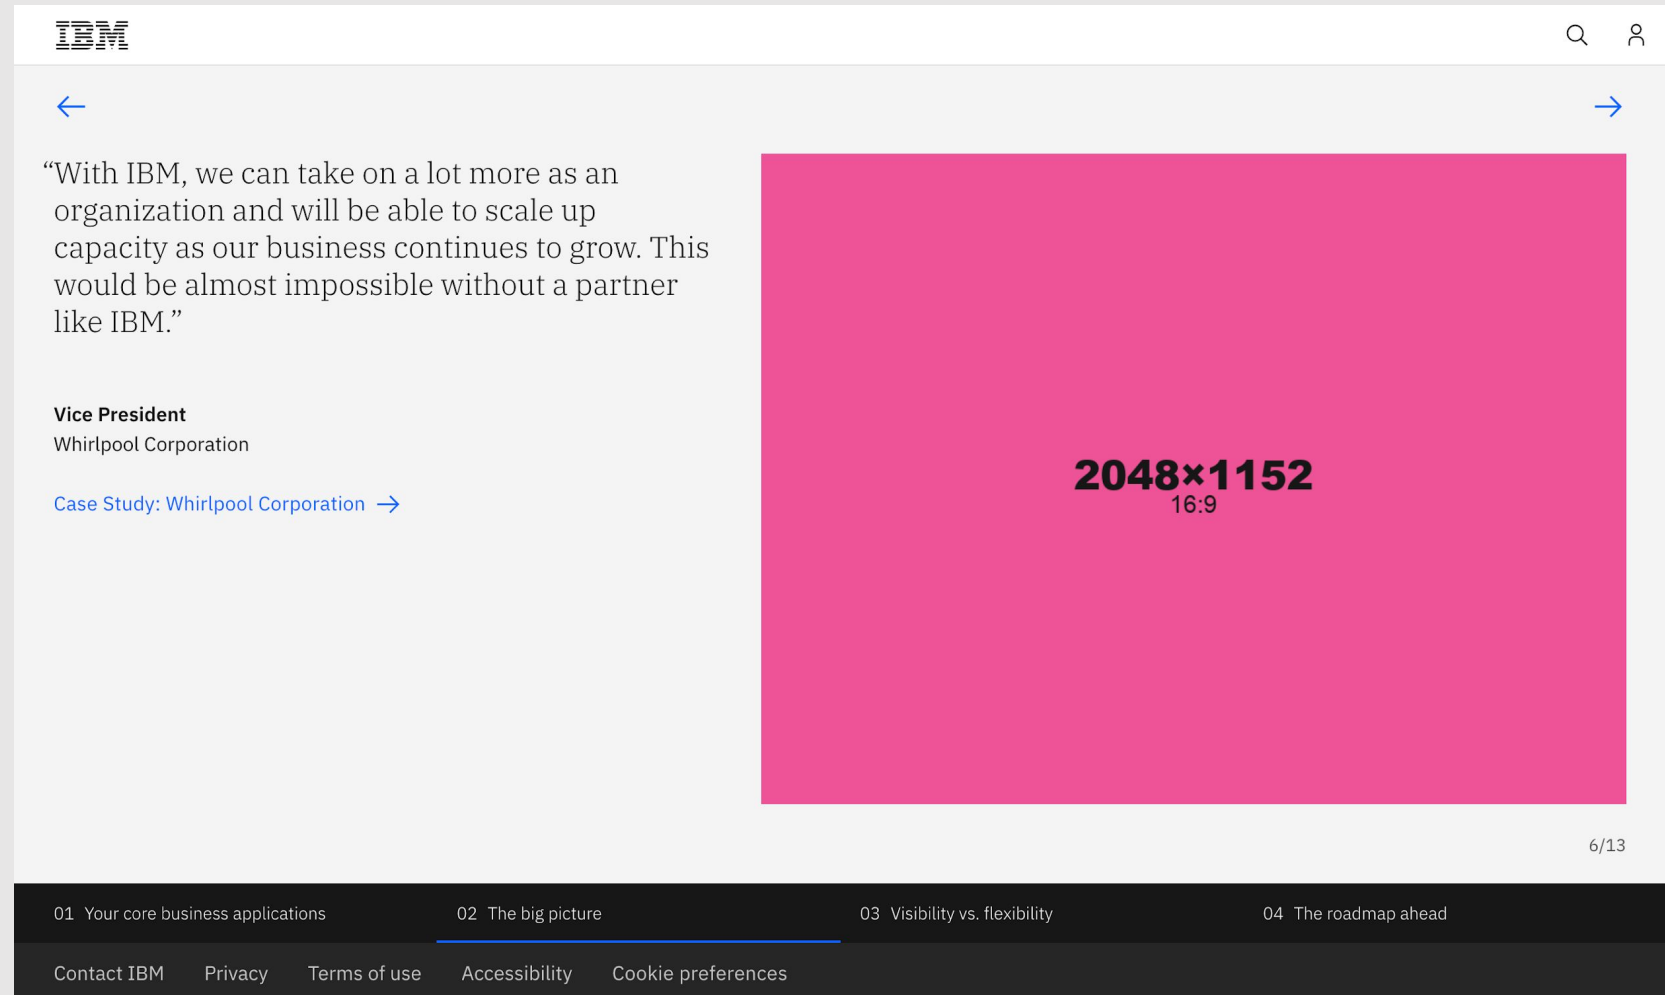 IBM
“With IBM, we can take on a lot more as an
organization and will be able to scale up
capacity as our business continues to grow. This
would be almost impossible without a partner
like IBM.”
Vice President
Whirlpool Corporation
Case Study: Whirlpool Corporation →
2048×1152
16:9
6/13
01 Your core business applications
02 The big picture
03 Visibility vs. flexibility
04 The roadmap ahead
Contact IBM
Privacy
Terms of use
Accessibility
Cookie preferences